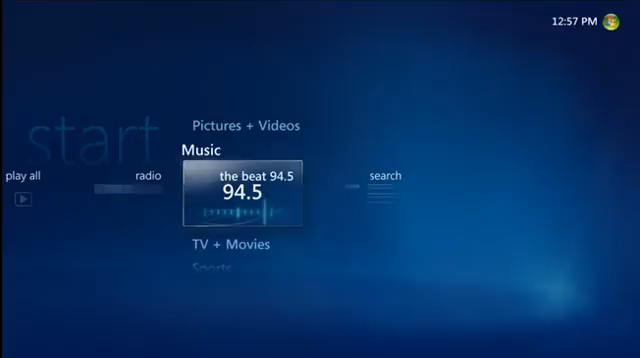 12:57 PM
start
Pictures + Videos
Music
play all
radio
the beat 94.5
94.5
search
TV + Movies
Sports